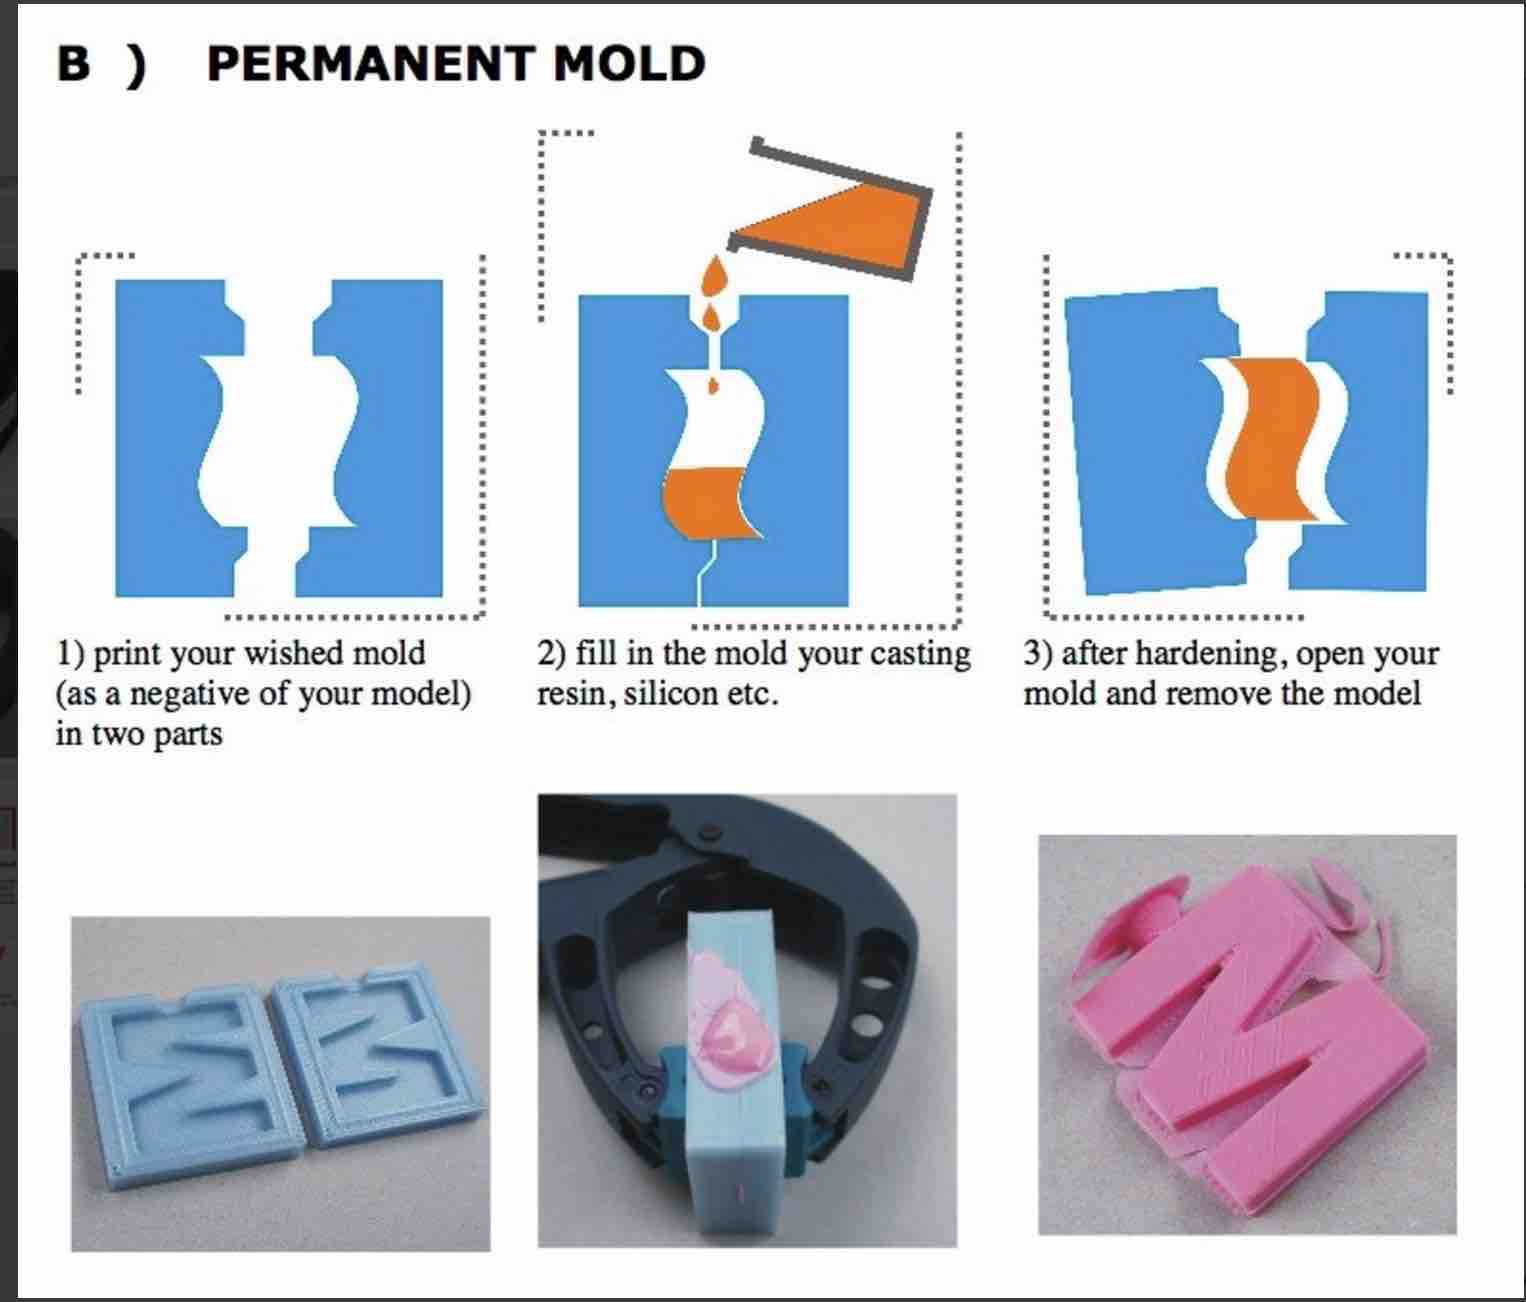 B ) PERMANENT MOLD
1) print your wished mold
(as a negative of your model)
in two parts
2) fill in the mold your casting
resin, silicon etc.
3) after hardening, open your
mold and remove the model